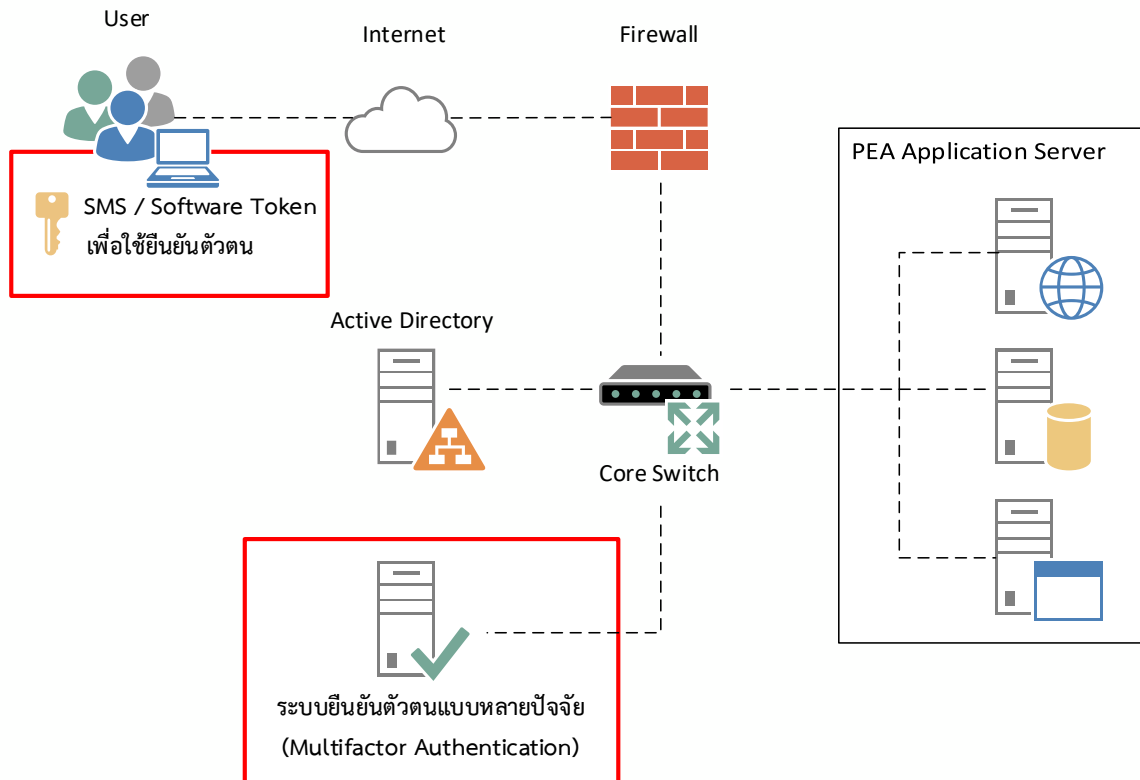 User
Internet
Firewall
PEA Application Server
SMS / Software Token
เพื่อใช้ยืนยันตัวตน
Active Directory
Core Switch
ระบบยืนยันตัวตนแบบหลายปัจจัย
(Multifactor Authentication)